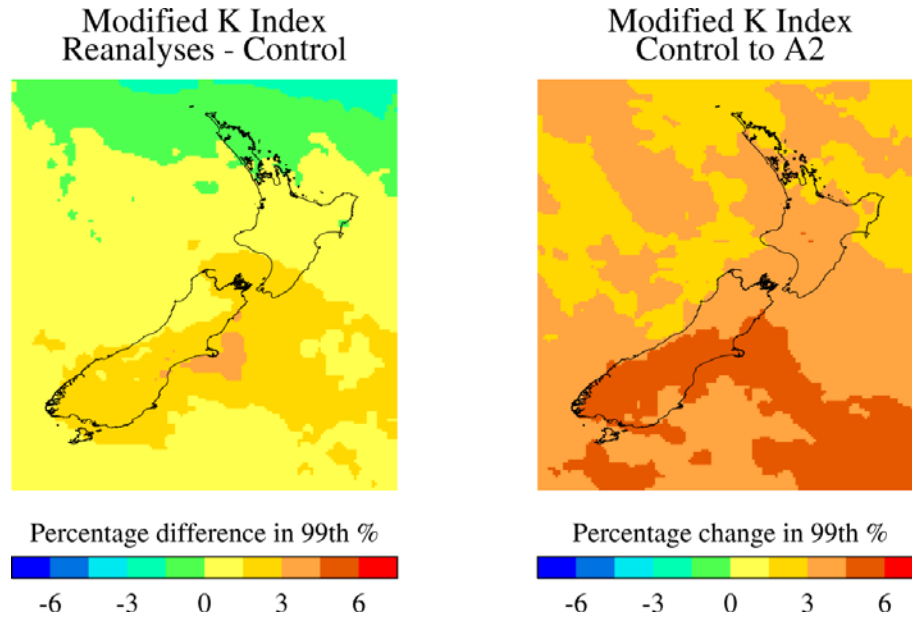 Modified K Index
Reanalyses - Control
Percentage difference in 99th %
-6 -3 0 3 6
Modified K Index
Control to A2
Percentage change in 99th %
-6 -3 0 3 6